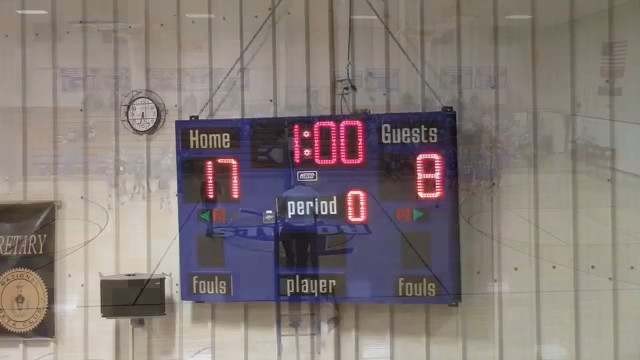 Home
1:00
Guests
17
8
period 0
fouls
player
fouls
RETARY